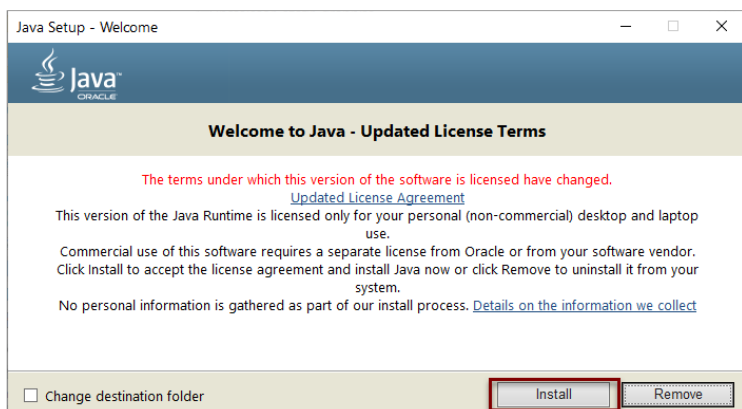 Java Setup - Welcome
Java™
ORACLE
Welcome to Java - Updated License Terms
The terms under which this version of the software is licensed have changed.
Updated License Agreement
This version of the Java Runtime is licensed only for your personal (non-commercial) desktop and laptop
use.
Commercial use of this software requires a separate license from Oracle or from your software vendor.
Click Install to accept the license agreement and install Java now or click Remove to uninstall it from your
system.
No personal information is gathered as part of our install process. Details on the information we collect
Change destination folder
Install
Remove